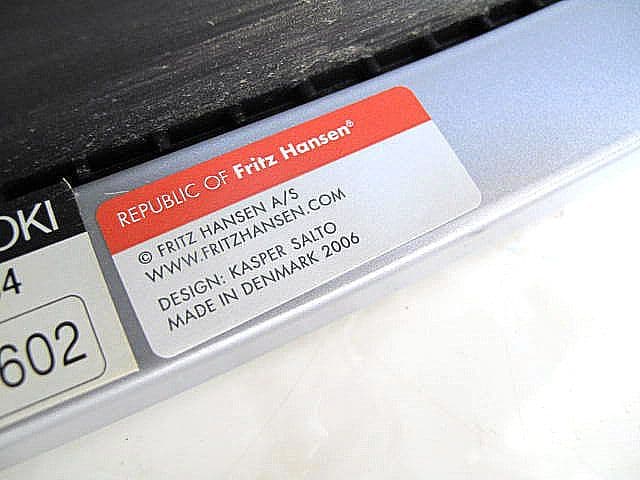 REPUBLIC OF Fritz Hansen®
© FRITZ HANSEN A/S
WWW.FRITZHANSEN.COM
DESIGN: KASPER SALTO
MADE IN DENMARK 2006
OKI
4
602